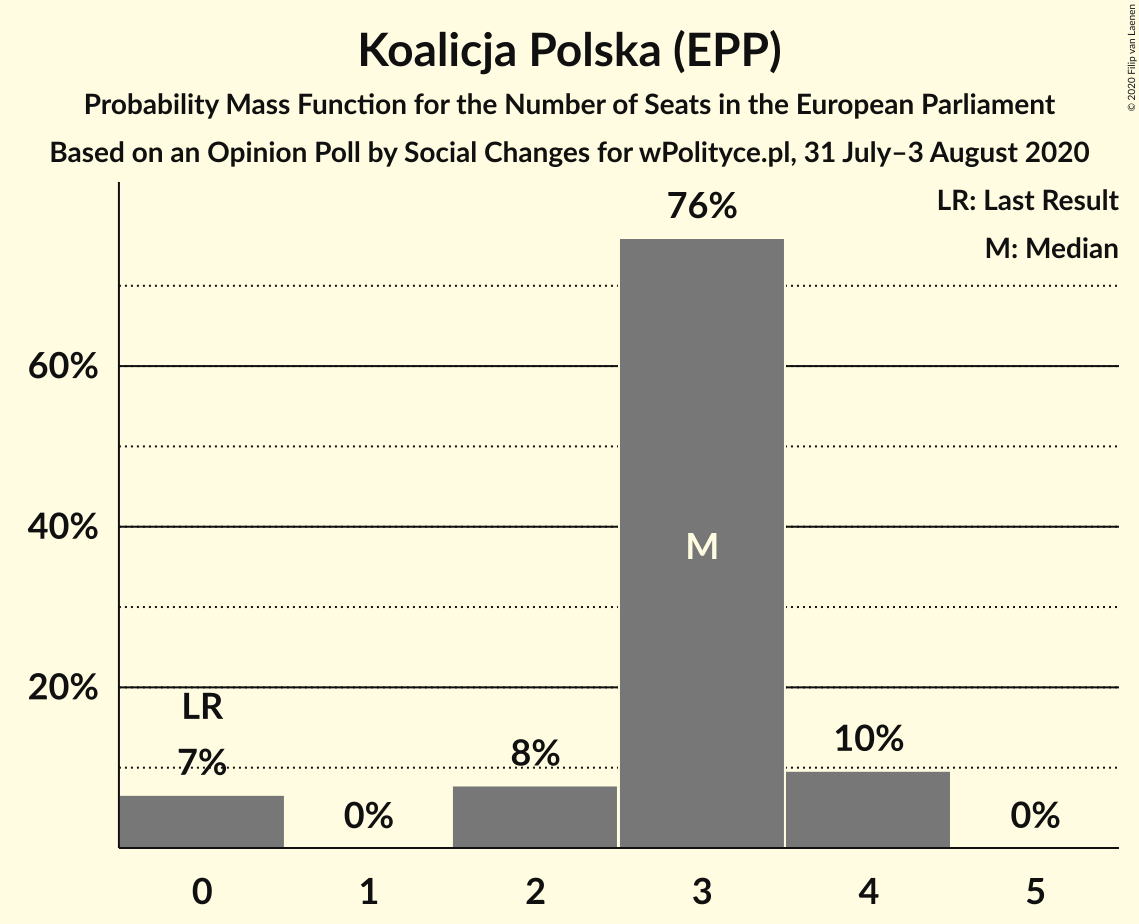 Koalicja Polska (EPP)
Probability Mass Function for the Number of Seats in the European Parliament
Based on an Opinion Poll by Social Changes for wPolityce.pl, 31 July–3 August 2020
© 2020 Filip van Laenen
LR: Last Result
M: Median
76%
60%
40%
20%
M
LR
7%
0%
8%
10%
0%
0 1 2 3 4 5